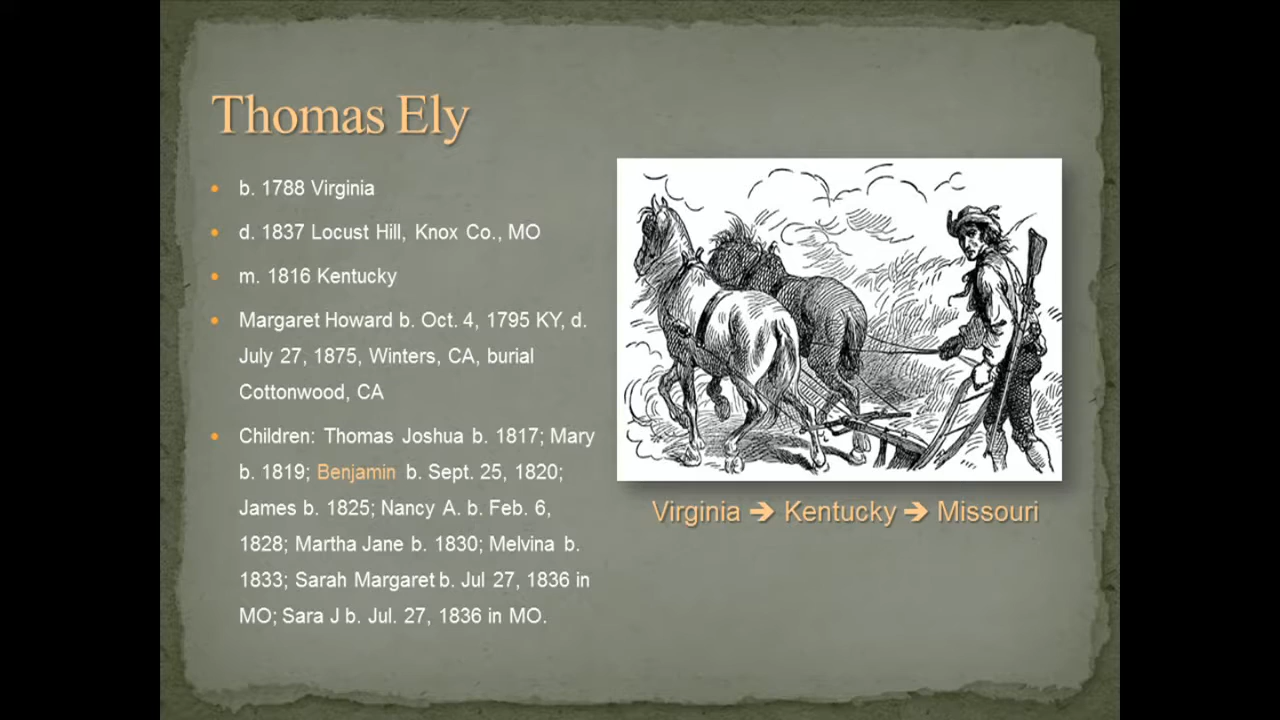 Thomas Ely
• b. 1788 Virginia
• d. 1837 Locust Hill, Knox Co., MO
• m. 1816 Kentucky
• Margaret Howard b. Oct. 4, 1795 KY, d.
July 27, 1875, Winters, CA, burial
Cottonwood, CA
• Children: Thomas Joshua b. 1817; Mary
b. 1819; Benjamin b. Sept. 25, 1820;
James b. 1825; Nancy A. b. Feb. 6,
1828; Martha Jane b. 1830; Melvina b.
1833; Sarah Margaret b. Jul 27, 1836 in
MO; Sara J b. Jul. 27, 1836 in MO.
Virginia ➔ Kentucky ➔ Missouri